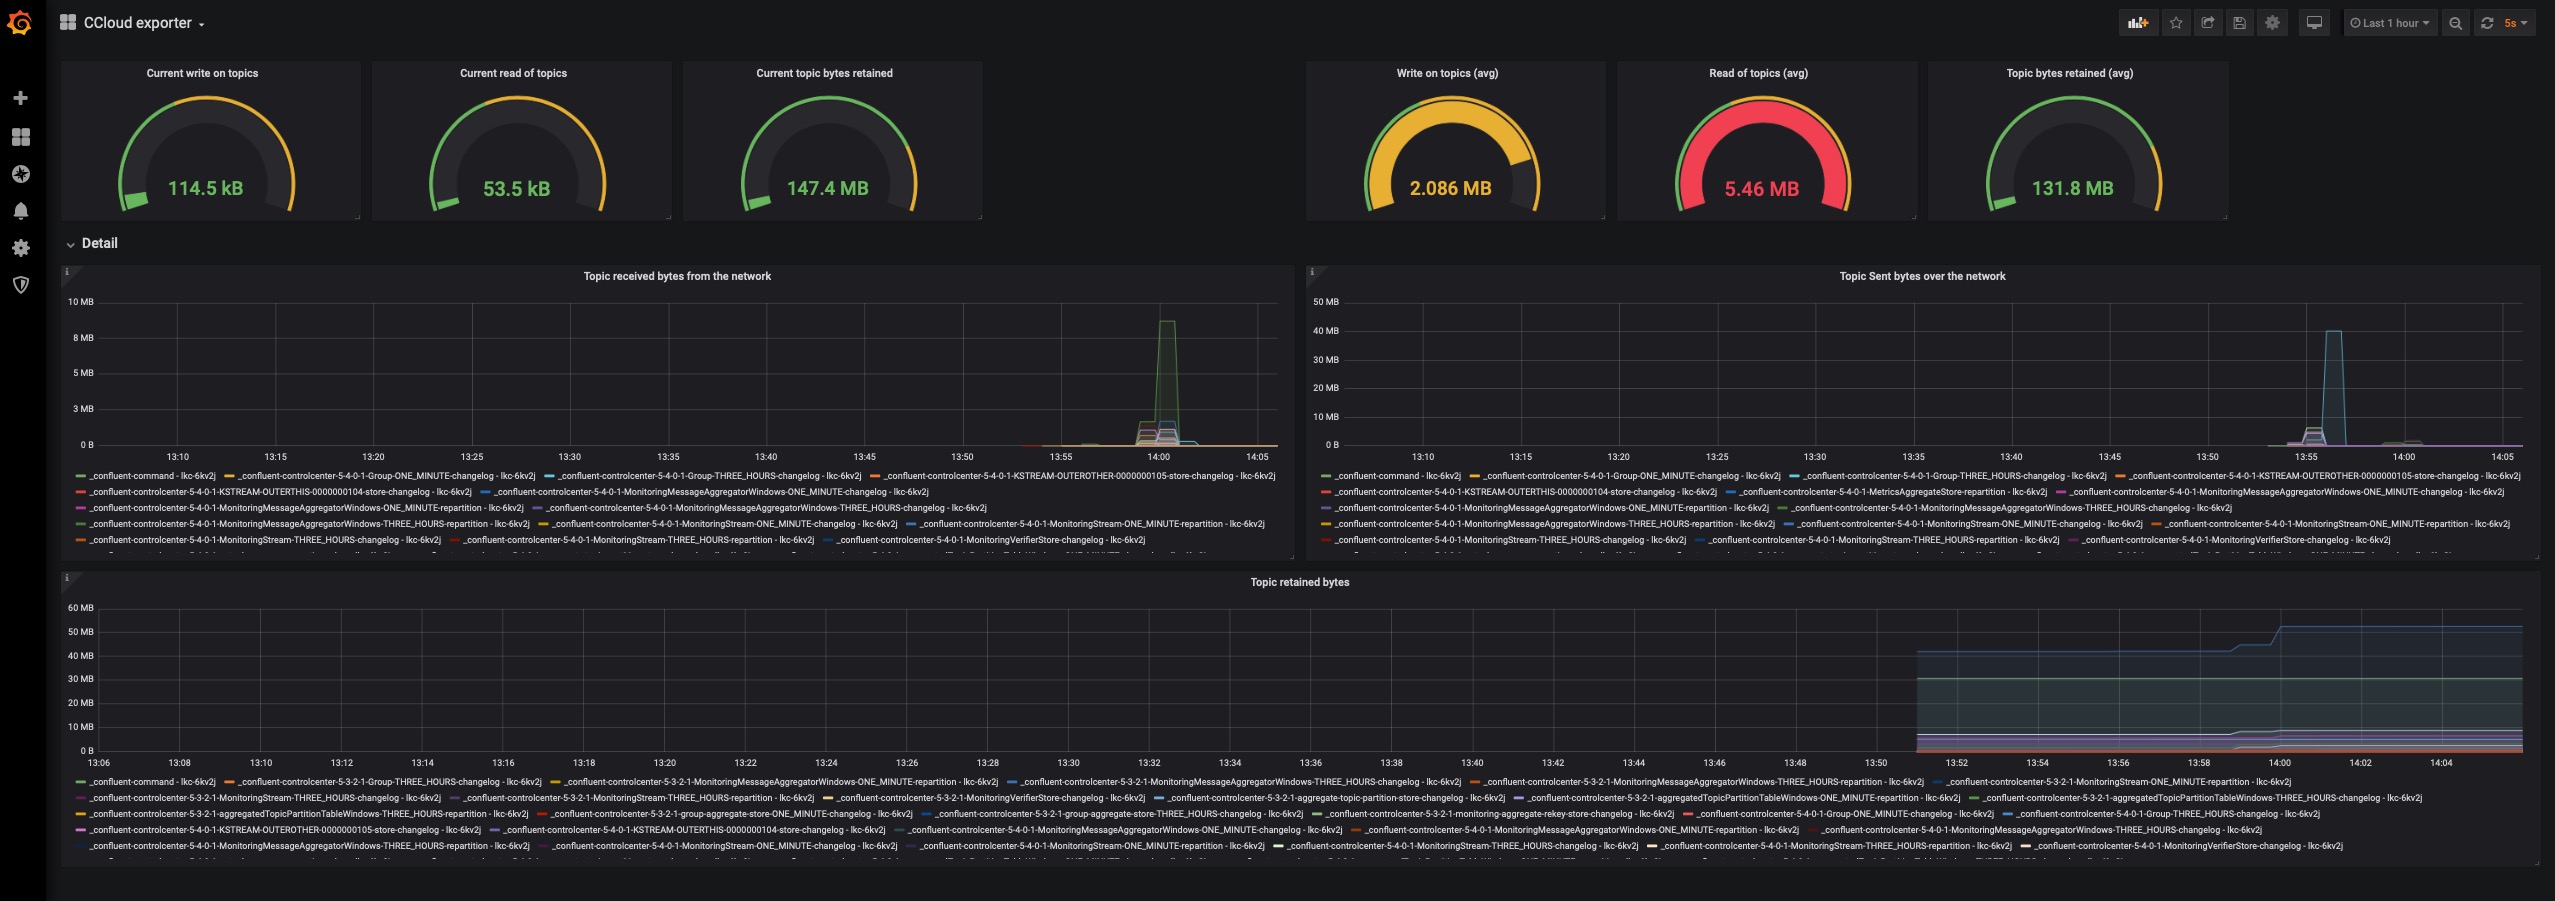 CCloud exporter
Last 1 hour
5s
Current write on topics
Current read of topics
Current topic bytes retained
Write on topics (avg)
Read of topics (avg)
Topic bytes retained (avg)
114.5 kB
53.5 kB
147.4 MB
2.086 MB
5.46 MB
131.8 MB
Detail
Topic received bytes from the network
10 MB
8 MB
5 MB
3 MB
0 B
13:10 13:15 13:20 13:25 13:30 13:35 13:40 13:45 13:50 13:55 14:00 14:05
_confluent-command - lkc-6kv2j _confluent-controlcenter-5-4-0-1-Group-ONE_MINUTE-changelog - lkc-6kv2j _confluent-controlcenter-5-4-0-1-Group-THREE_HOURS-changelog - lkc-6kv2j _confluent-controlcenter-5-4-0-1-KSTREAM-OUTEROTHER-0000000105-store-changelog - lkc-6kv2j
_confluent-controlcenter-5-4-0-1-KSTREAM-OUTERTHIS-0000000104-store-changelog - lkc-6kv2j _confluent-controlcenter-5-4-0-1-MonitoringMessageAggregatorWindows-ONE_MINUTE-changelog - lkc-6kv2j
_confluent-controlcenter-5-4-0-1-MonitoringMessageAggregatorWindows-ONE_MINUTE-repartition - lkc-6kv2j _confluent-controlcenter-5-4-0-1-MonitoringMessageAggregatorWindows-THREE_HOURS-changelog - lkc-6kv2j
_confluent-controlcenter-5-4-0-1-MonitoringMessageAggregatorWindows-THREE_HOURS-repartition - lkc-6kv2j _confluent-controlcenter-5-4-0-1-MonitoringStream-ONE_MINUTE-changelog - lkc-6kv2j _confluent-controlcenter-5-4-0-1-MonitoringStream-ONE_MINUTE-repartition - lkc-6kv2j
_confluent-controlcenter-5-4-0-1-MonitoringStream-THREE_HOURS-changelog - lkc-6kv2j _confluent-controlcenter-5-4-0-1-MonitoringStream-THREE_HOURS-repartition - lkc-6kv2j _confluent-controlcenter-5-4-0-1-MonitoringVerifierStore-changelog - lkc-6kv2j
Topic Sent bytes over the network
50 MB
40 MB
30 MB
20 MB
10 MB
0 B
13:10 13:15 13:20 13:25 13:30 13:35 13:40 13:45 13:50 13:55 14:00 14:05
_confluent-command - lkc-6kv2j _confluent-controlcenter-5-4-0-1-Group-ONE_MINUTE-changelog - lkc-6kv2j _confluent-controlcenter-5-4-0-1-Group-THREE_HOURS-changelog - lkc-6kv2j _confluent-controlcenter-5-4-0-1-KSTREAM-OUTEROTHER-0000000105-store-changelog - lkc-6kv2j
_confluent-controlcenter-5-4-0-1-KSTREAM-OUTERTHIS-0000000104-store-changelog - lkc-6kv2j _confluent-controlcenter-5-4-0-1-MetricsAggregateStore-repartition - lkc-6kv2j _confluent-controlcenter-5-4-0-1-MonitoringMessageAggregatorWindows-ONE_MINUTE-changelog - lkc-6kv2j
_confluent-controlcenter-5-4-0-1-MonitoringMessageAggregatorWindows-ONE_MINUTE-repartition - lkc-6kv2j _confluent-controlcenter-5-4-0-1-MonitoringMessageAggregatorWindows-THREE_HOURS-changelog - lkc-6kv2j
_confluent-controlcenter-5-4-0-1-MonitoringMessageAggregatorWindows-THREE_HOURS-repartition - lkc-6kv2j _confluent-controlcenter-5-4-0-1-MonitoringStream-ONE_MINUTE-changelog - lkc-6kv2j _confluent-controlcenter-5-4-0-1-MonitoringStream-ONE_MINUTE-repartition - lkc-6kv2j
_confluent-controlcenter-5-4-0-1-MonitoringStream-THREE_HOURS-changelog - lkc-6kv2j _confluent-controlcenter-5-4-0-1-MonitoringStream-THREE_HOURS-repartition - lkc-6kv2j _confluent-controlcenter-5-4-0-1-MonitoringVerifierStore-changelog - lkc-6kv2j
Topic retained bytes
60 MB
50 MB
40 MB
30 MB
20 MB
10 MB
0 B
13:06 13:08 13:10 13:12 13:14 13:16 13:18 13:20 13:22 13:24 13:26 13:28 13:30 13:32 13:34 13:36 13:38 13:40 13:42 13:44 13:46 13:48 13:50 13:52 13:54 13:56 13:58 14:00 14:02 14:04
_confluent-command - lkc-6kv2j _confluent-controlcenter-5-3-2-1-Group-THREE_HOURS-changelog - lkc-6kv2j _confluent-controlcenter-5-3-2-1-MonitoringMessageAggregatorWindows-ONE_MINUTE-repartition - lkc-6kv2j _confluent-controlcenter-5-3-2-1-MonitoringMessageAggregatorWindows-THREE_HOURS-changelog - lkc-6kv2j _confluent-controlcenter-5-3-2-1-MonitoringMessageAggregatorWindows-THREE_HOURS-repartition - lkc-6kv2j _confluent-controlcenter-5-3-2-1-MonitoringStream-ONE_MINUTE-repartition - lkc-6kv2j
_confluent-controlcenter-5-3-2-1-MonitoringStream-THREE_HOURS-changelog - lkc-6kv2j _confluent-controlcenter-5-3-2-1-MonitoringStream-THREE_HOURS-repartition - lkc-6kv2j _confluent-controlcenter-5-3-2-1-MonitoringVerifierStore-changelog - lkc-6kv2j _confluent-controlcenter-5-3-2-1-aggregate-topic-partition-store-changelog - lkc-6kv2j _confluent-controlcenter-5-3-2-1-aggregatedTopicPartitionTableWindows-ONE_MINUTE-repartition - lkc-6kv2j _confluent-controlcenter-5-3-2-1-aggregatedTopicPartitionTableWindows-THREE_HOURS-changelog - lkc-6kv2j
_confluent-controlcenter-5-3-2-1-aggregatedTopicPartitionTableWindows-THREE_HOURS-repartition - lkc-6kv2j _confluent-controlcenter-5-3-2-1-group-aggregate-store-ONE_MINUTE-changelog - lkc-6kv2j _confluent-controlcenter-5-3-2-1-group-aggregate-store-THREE_HOURS-changelog - lkc-6kv2j _confluent-controlcenter-5-3-2-1-monitoring-aggregate-rekey-store-changelog - lkc-6kv2j _confluent-controlcenter-5-4-0-1-Group-ONE_MINUTE-changelog - lkc-6kv2j _confluent-controlcenter-5-4-0-1-Group-THREE_HOURS-changelog - lkc-6kv2j
_confluent-controlcenter-5-4-0-1-KSTREAM-OUTEROTHER-0000000105-store-changelog - lkc-6kv2j _confluent-controlcenter-5-4-0-1-KSTREAM-OUTERTHIS-0000000104-store-changelog - lkc-6kv2j _confluent-controlcenter-5-4-0-1-MonitoringMessageAggregatorWindows-ONE_MINUTE-changelog - lkc-6kv2j _confluent-controlcenter-5-4-0-1-MonitoringMessageAggregatorWindows-ONE_MINUTE-repartition - lkc-6kv2j _confluent-controlcenter-5-4-0-1-MonitoringMessageAggregatorWindows-THREE_HOURS-changelog - lkc-6kv2j
_confluent-controlcenter-5-4-0-1-MonitoringMessageAggregatorWindows-THREE_HOURS-repartition - lkc-6kv2j _confluent-controlcenter-5-4-0-1-MonitoringStream-ONE_MINUTE-changelog - lkc-6kv2j _confluent-controlcenter-5-4-0-1-MonitoringStream-ONE_MINUTE-repartition - lkc-6kv2j _confluent-controlcenter-5-4-0-1-MonitoringStream-THREE_HOURS-changelog - lkc-6kv2j _confluent-controlcenter-5-4-0-1-MonitoringStream-THREE_HOURS-repartition - lkc-6kv2j _confluent-controlcenter-5-4-0-1-MonitoringVerifierStore-changelog - lkc-6kv2j